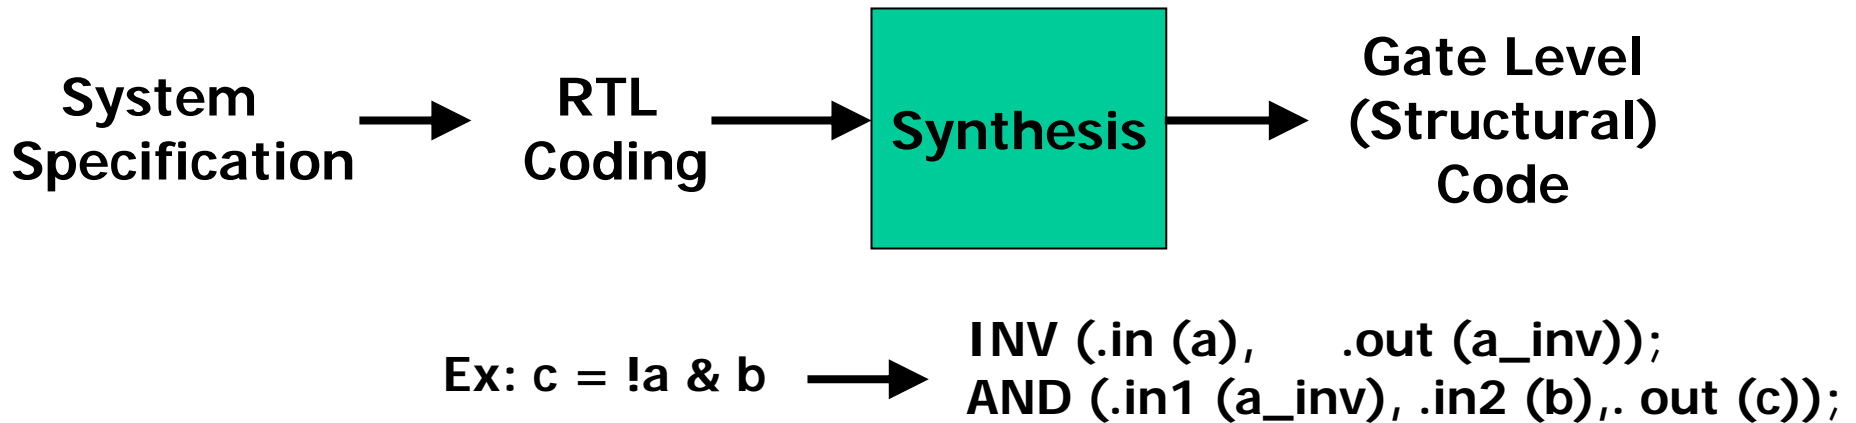 System
Specification
RTL
Coding
Synthesis
Gate Level
(Structural)
Code
Ex: c = !a & b
INV (.in (a), .out (a_inv));
AND (.in1 (a_inv), .in2 (b),. out (c));